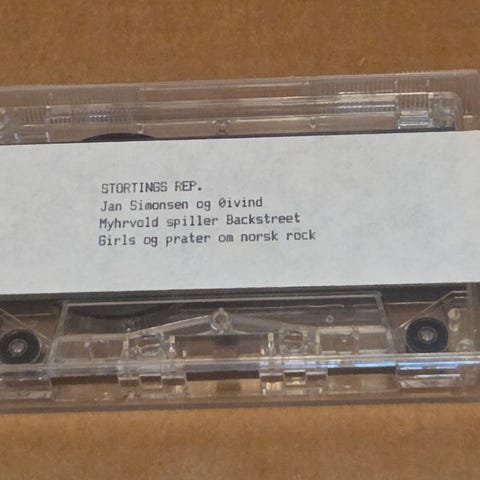 STORTINGS REP.
Jan Simonsen og Øivind
Myhrvold spiller Backstreet
Girls og prater om norsk rock